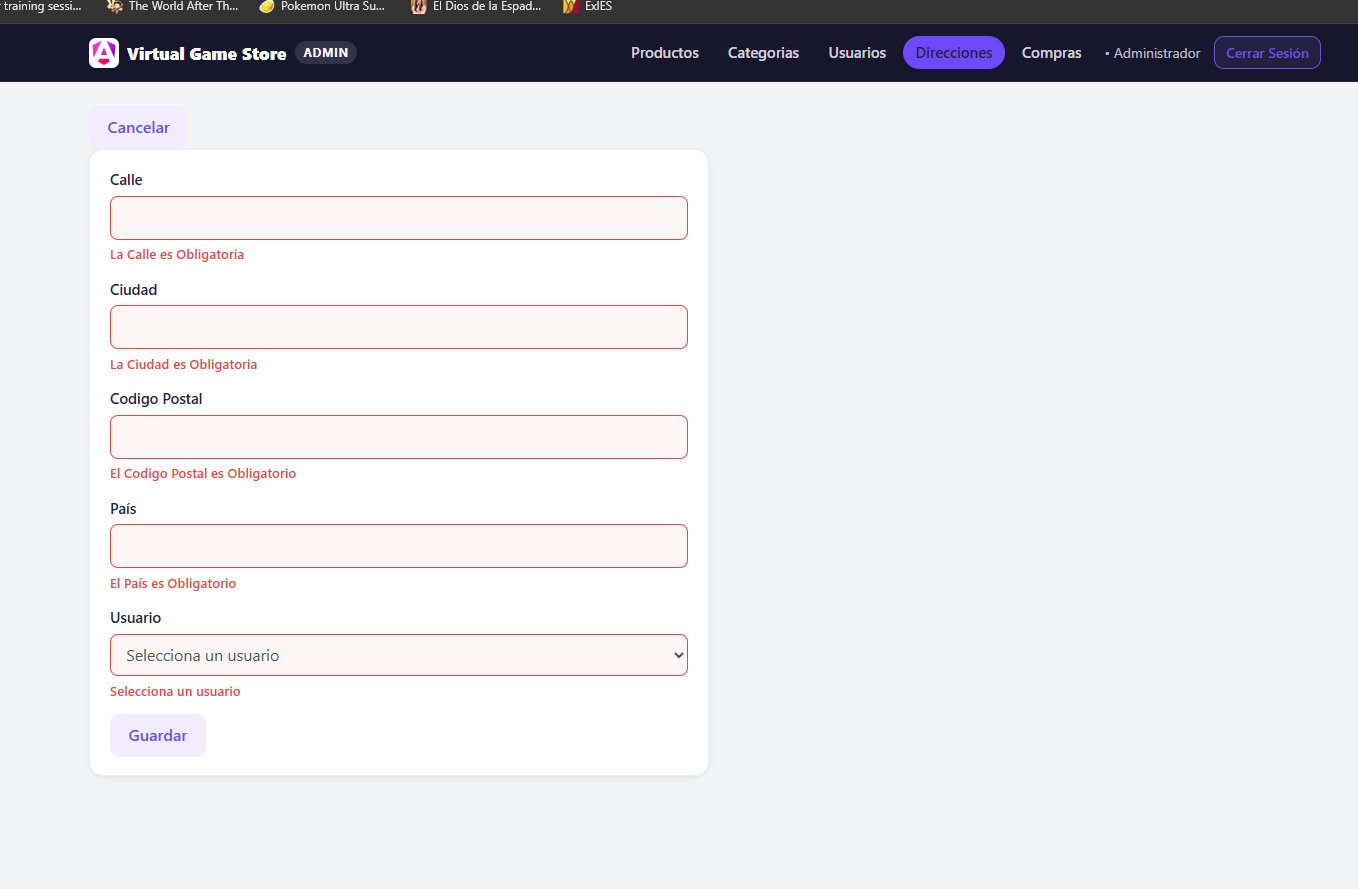 training sessi... The World After Th... Pokemon Ultra Su... El Dios de la Espad... ExIES
Virtual Game Store ADMIN Productos Categorias Usuarios Direcciones Compras • Administrador Cerrar Sesión
Cancelar
Calle
La Calle es Obligatoria
Ciudad
La Ciudad es Obligatoria
Codigo Postal
El Codigo Postal es Obligatorio
País
El País es Obligatorio
Usuario
Selecciona un usuario
Selecciona un usuario
Guardar